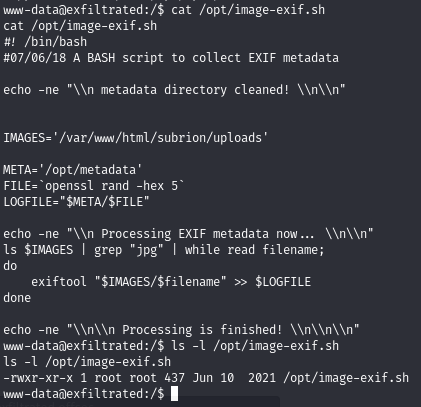 www-data@exfiltrated:/$ cat /opt/image-exif.sh
cat /opt/image-exif.sh
#! /bin/bash
#07/06/18 A BASH script to collect EXIF metadata
echo -ne "\\n metadata directory cleaned! \\n\\n"
IMAGES='/var/www/html/subrion/uploads'
META='/opt/metadata'
FILE=`openssl rand -hex 5`
LOGFILE="$META/$FILE"
echo -ne "\\n Processing EXIF metadata now... \\n\\n"
ls $IMAGES | grep "jpg" | while read filename;
do
    exiftool "$IMAGES/$filename" >> $LOGFILE
done
echo -ne "\\n\\n Processing is finished! \\n\\n\\n"
www-data@exfiltrated:/$ ls -l /opt/image-exif.sh
ls -l /opt/image-exif.sh
-rwxr-xr-x 1 root root 437 Jun 10  2021 /opt/image-exif.sh
www-data@exfiltrated:/$